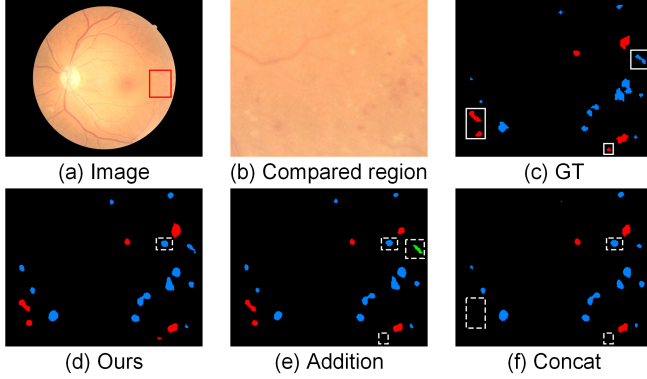 (a) Image
(b) Compared region
(c) GT
(d) Ours
(e) Addition
(f) Concat